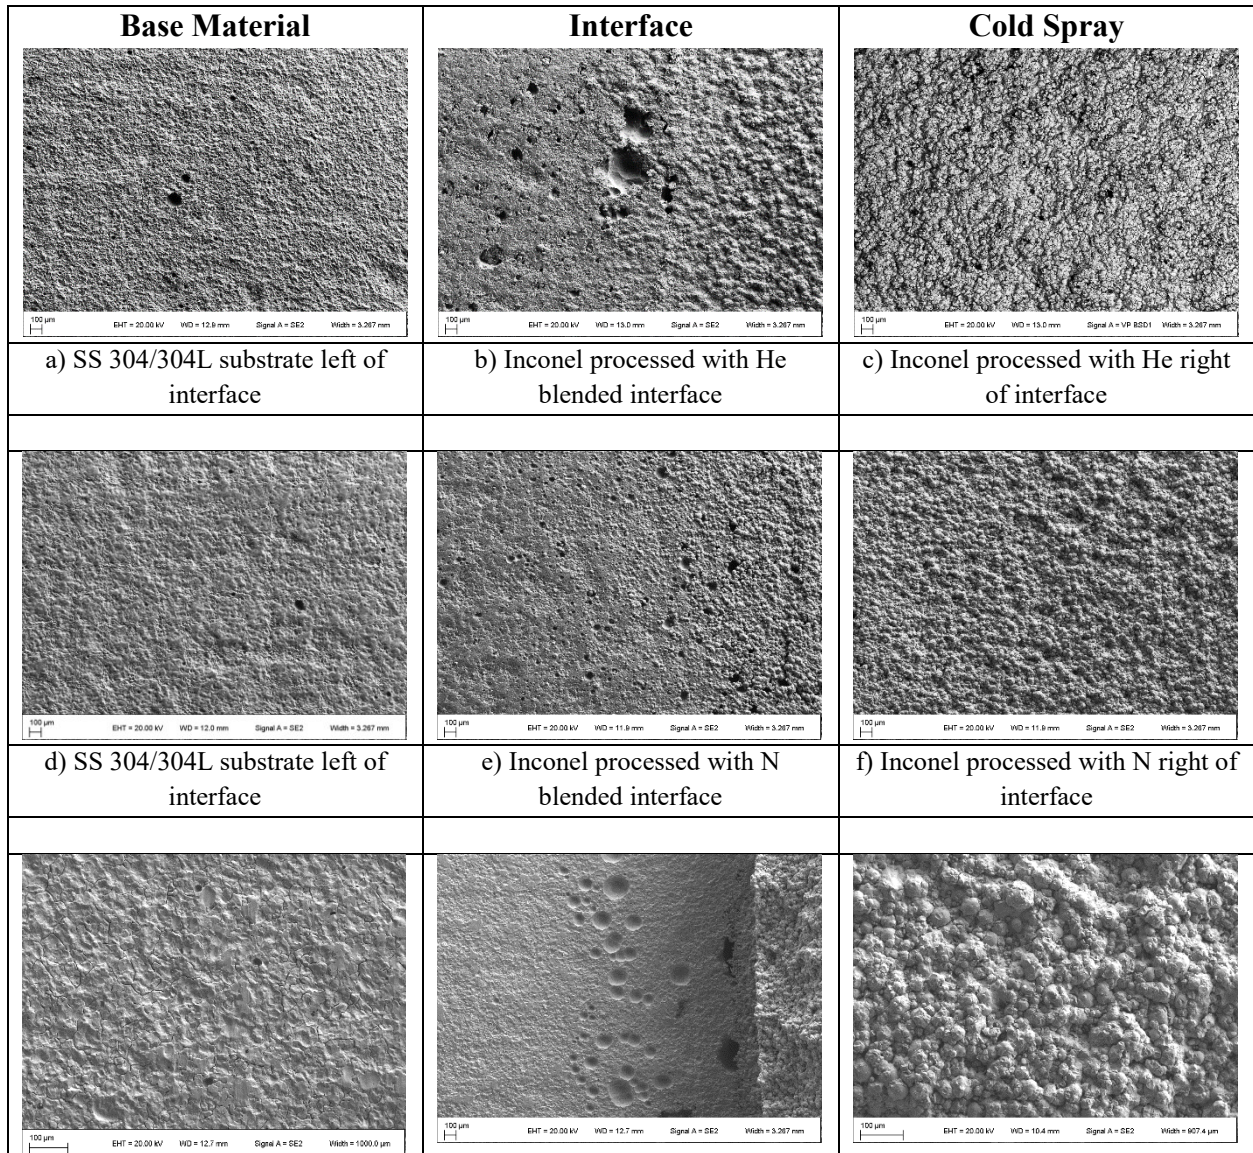 Base Material
Interface
Cold Spray
100 µm
EHT = 20.00 kV
WD = 12.9 mm
Signal A = SE2
Width = 3.267 mm
100 µm
EHT = 20.00 kV
WD = 13.0 mm
Signal A = SE2
Width = 3.267 mm
100 µm
EHT = 20.00 kV
WD = 13.0 mm
Signal A = VP BSD1
Width = 3.267 mm
a) SS 304/304L substrate left of
interface
b) Inconel processed with He
blended interface
c) Inconel processed with He right
of interface
100 µm
EHT = 20.00 kV
WD = 12.0 mm
Signal A = SE2
Width = 3.267 mm
100 µm
EHT = 20.00 kV
WD = 11.9 mm
Signal A = SE2
Width = 3.267 mm
100 µm
EHT = 20.00 kV
WD = 11.9 mm
Signal A = SE2
Width = 3.267 mm
d) SS 304/304L substrate left of
interface
e) Inconel processed with N
blended interface
f) Inconel processed with N right of
interface
100 µm
EHT = 20.00 kV
WD = 12.7 mm
Signal A = SE2
Width = 1000.0 µm
100 µm
EHT = 20.00 kV
WD = 12.7 mm
Signal A = SE2
Width = 3.267 mm
100 µm
EHT = 20.00 kV
WD = 10.4 mm
Signal A = SE2
Width = 907.4 µm